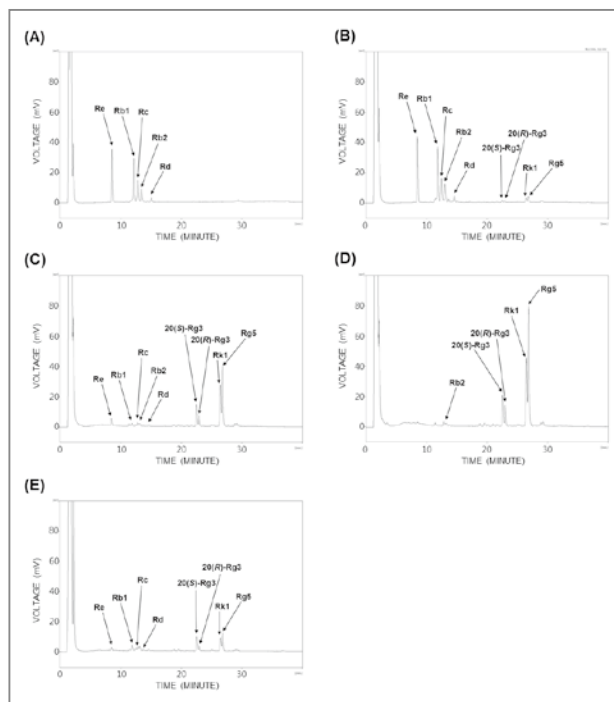 (A)
100
80
60
40
20
0
VOLTAGE (mV)
Re
Rb1
Rc
Rb2
Rd
0 10 20 30
TIME (MINUTE)
(B)
80
60
40
20
0
VOLTAGE (mV)
Re
Rb1
Rc
Rb2
Rd
20(S)-Rg3
20(R)-Rg3
Rk1
Rg5
0 10 20 30
TIME (MINUTE)
(C)
100
80
60
40
20
0
VOLTAGE (mV)
Re
Rb1
Rc
Rb2
Rd
20(S)-Rg3
20(R)-Rg3
Rk1
Rg5
0 10 20 30
TIME (MINUTE)
(D)
100
80
60
40
20
0
VOLTAGE (mV)
Rb2
20(S)-Rg3
20(R)-Rg3
Rk1
Rg5
0 10 20 30
TIME (MINUTE)
(E)
100
80
60
40
20
0
VOLTAGE (mV)
Re
Rb1
Rc
Rd
20(S)-Rg3
20(R)-Rg3
Rk1
Rg5
0 10 20 30
TIME (MINUTE)